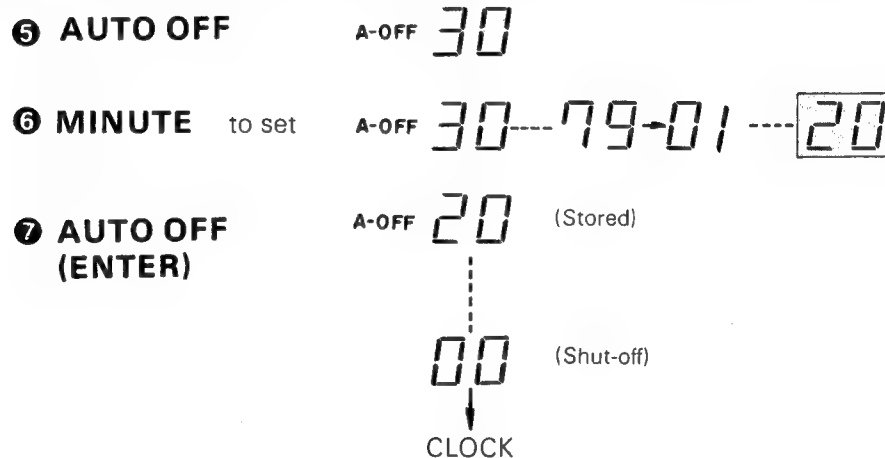 ❺ AUTO OFF A-OFF 30
❻ MINUTE to set A-OFF 30----79→01 ----20
❼ AUTO OFF A-OFF 20 (Stored)
(ENTER)
00 (Shut-off)
CLOCK